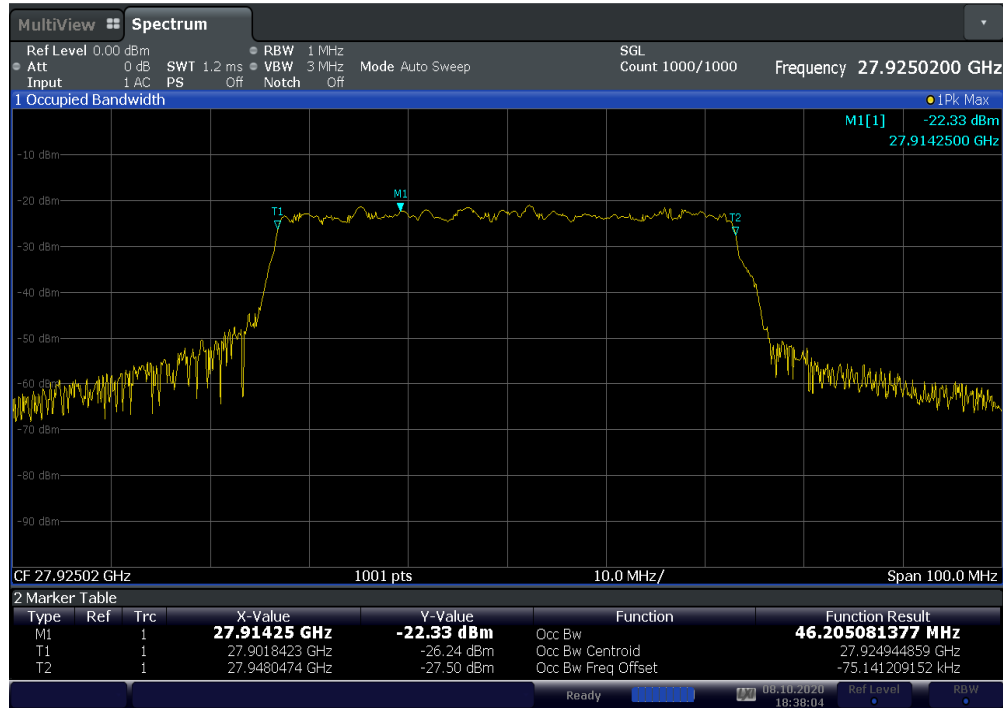 MultiView Spectrum
Ref Level 0.00 dBm RBW 1 MHz SGL
Att 0 dB SWT 1.2 ms VBW 3 MHz Mode Auto Sweep Count 1000/1000 Frequency 27.9250200 GHz
Input 1 AC PS Off Notch Off
1 Occupied Bandwidth 1Pk Max
M1[1] -22.33 dBm
27.9142500 GHz
-10 dBm
M1
-20 dBm
T1
T2
-30 dBm
-40 dBm
-50 dBm
-60 dBm
-70 dBm
-80 dBm
-90 dBm
CF 27.92502 GHz 1001 pts 10.0 MHz/ Span 100.0 MHz
2 Marker Table
Type Ref Trc X-Value Y-Value Function Function Result
M1 1 27.91425 GHz -22.33 dBm Occ Bw 46.205081377 MHz
T1 1 27.9018423 GHz -26.24 dBm Occ Bw Centroid 27.924944859 GHz
T2 1 27.9480474 GHz -27.50 dBm Occ Bw Freq Offset -75.141209152 kHz
Ready 08.10.2020 Ref Level RBW
18:38:04